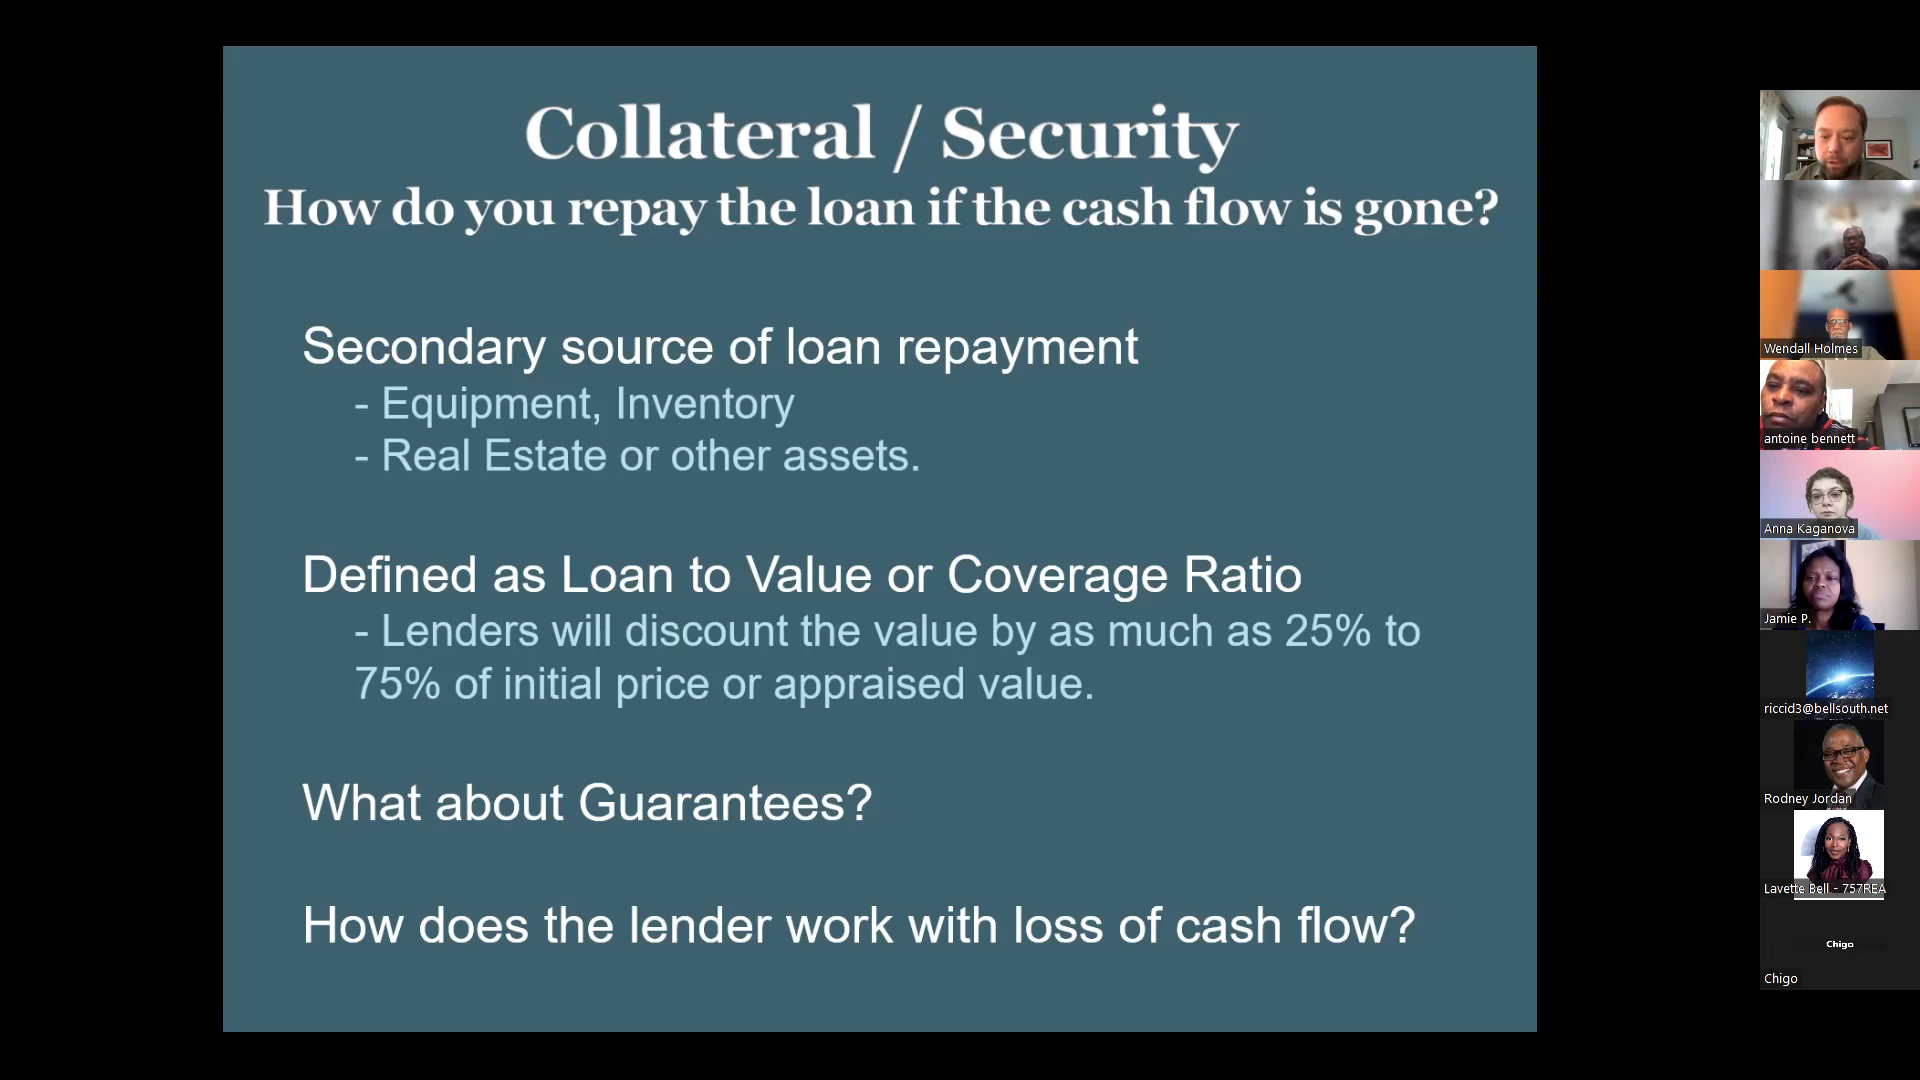 Collateral / Security
How do you repay the loan if the cash flow is gone?
Secondary source of loan repayment
- Equipment, Inventory
- Real Estate or other assets.
Defined as Loan to Value or Coverage Ratio
- Lenders will discount the value by as much as 25% to
75% of initial price or appraised value.
What about Guarantees?
How does the lender work with loss of cash flow?
Wendall Holmes
antoine bennett
Anna Kaganova
Jamie P.
riccid3@bellsouth.net
Rodney Jordan
Lavette Bell - 757REA
Chigo
Chigo